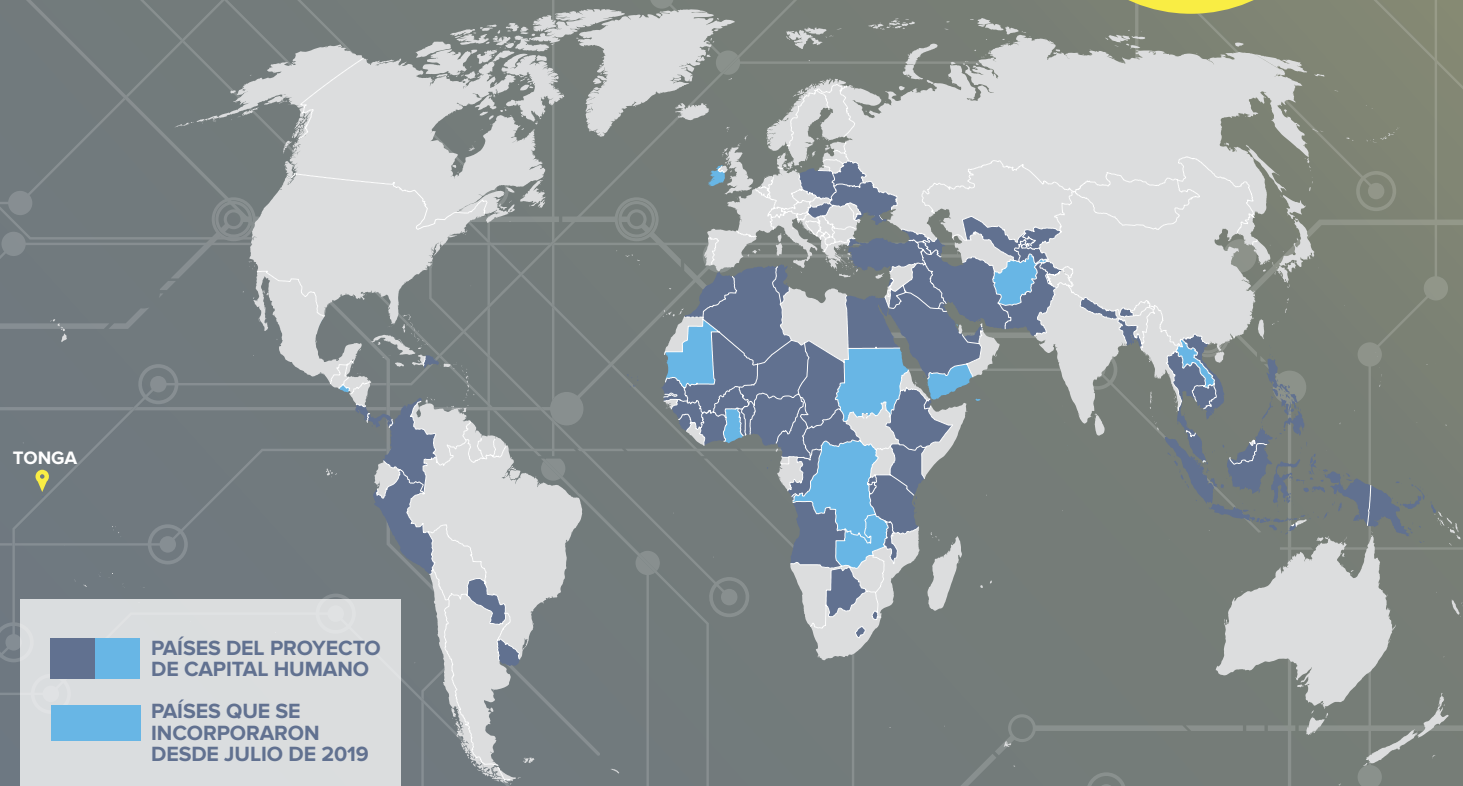 TONGA
PAÍSES DEL PROYECTO
DE CAPITAL HUMANO
PAÍSES QUE SE
INCORPORARON
DESDE JULIO DE 2019